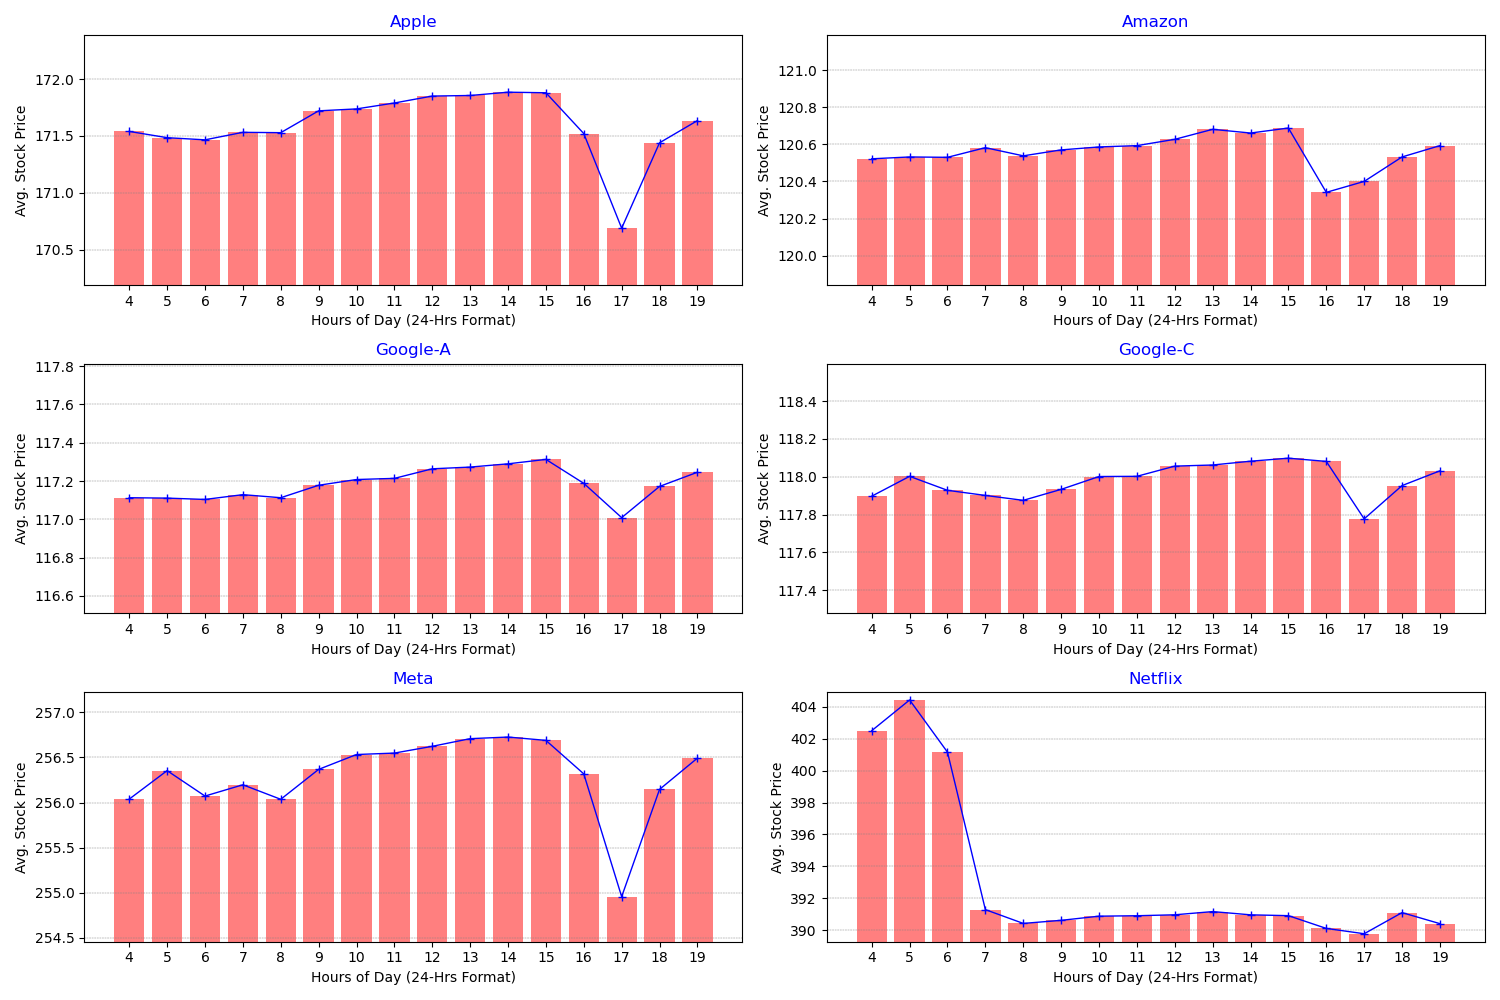 Apple
Avg. Stock Price
172.0
171.5
171.0
170.5
4 5 6 7 8 9 10 11 12 13 14 15 16 17 18 19
Hours of Day (24-Hrs Format)
Amazon
Avg. Stock Price
121.0
120.8
120.6
120.4
120.2
120.0
4 5 6 7 8 9 10 11 12 13 14 15 16 17 18 19
Hours of Day (24-Hrs Format)
Google-A
Avg. Stock Price
117.8
117.6
117.4
117.2
117.0
116.8
116.6
4 5 6 7 8 9 10 11 12 13 14 15 16 17 18 19
Hours of Day (24-Hrs Format)
Google-C
Avg. Stock Price
118.4
118.2
118.0
117.8
117.6
117.4
4 5 6 7 8 9 10 11 12 13 14 15 16 17 18 19
Hours of Day (24-Hrs Format)
Meta
Avg. Stock Price
257.0
256.5
256.0
255.5
255.0
254.5
4 5 6 7 8 9 10 11 12 13 14 15 16 17 18 19
Hours of Day (24-Hrs Format)
Netflix
Avg. Stock Price
404
402
400
398
396
394
392
390
4 5 6 7 8 9 10 11 12 13 14 15 16 17 18 19
Hours of Day (24-Hrs Format)